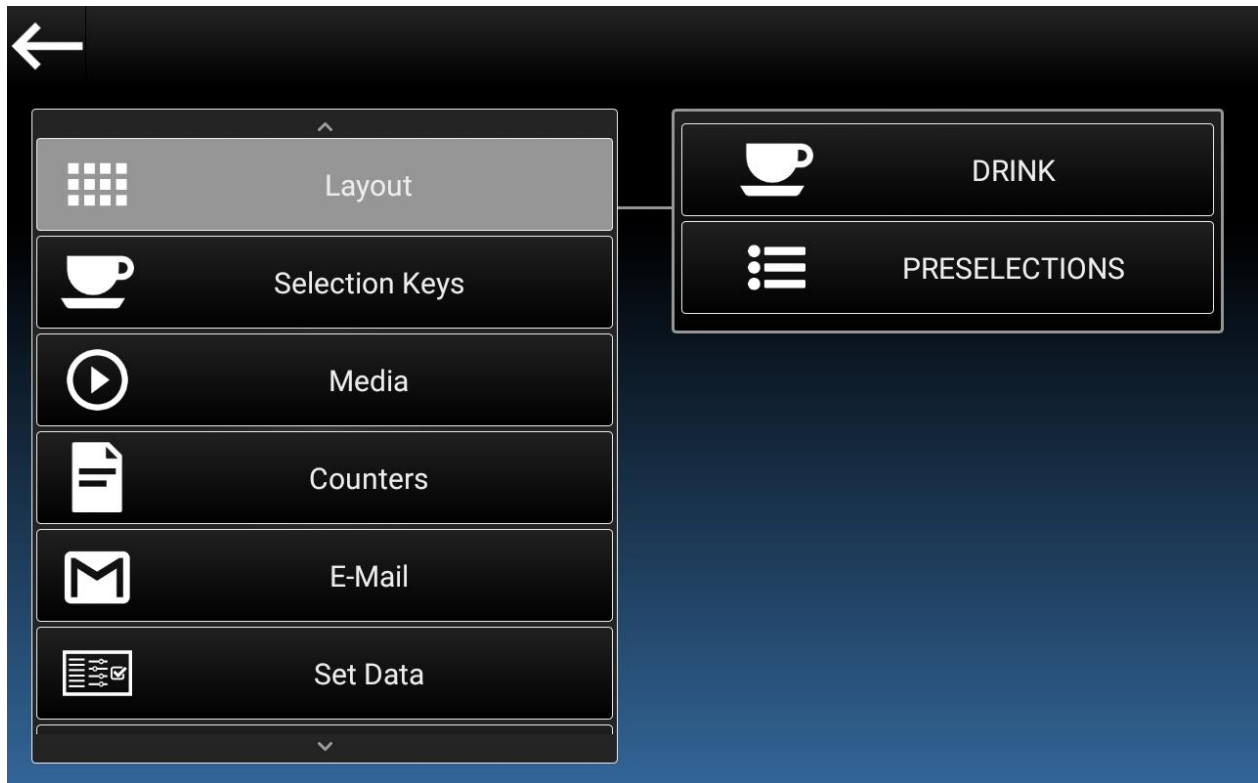 Layout
Selection Keys
Media
Counters
E-Mail
Set Data
DRINK
PRESELECTIONS